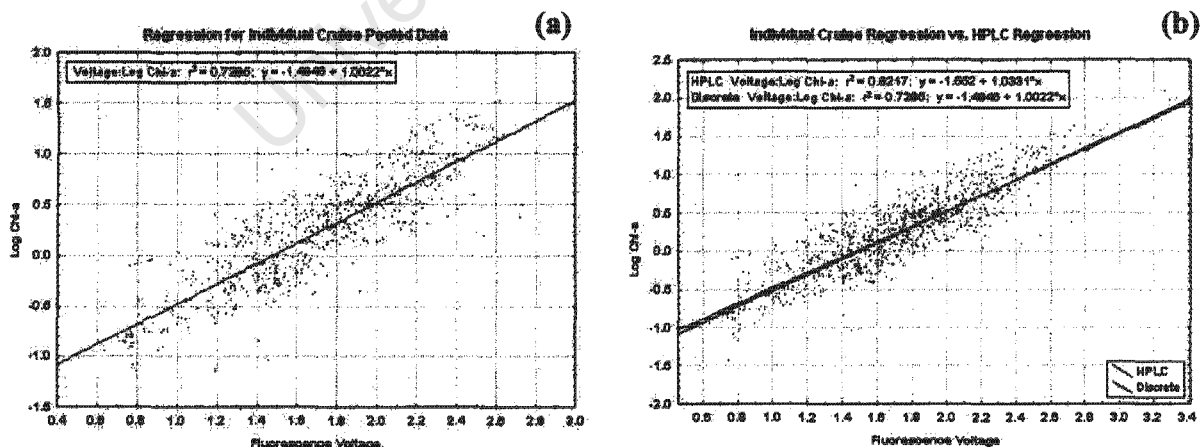 (a)
Regression for Individual Cruise Pooled Data
Voltage:Log Chl-a: r² = 0.7295; y = -1.4945 + 1.0022*x
2.0
1.5
1.0
0.5
0.0
-0.5
-1.0
-1.5
Log Chl-a
0.4 0.6 0.8 1.0 1.2 1.4 1.6 1.8 2.0 2.2 2.4 2.6 2.8 3.0
Fluorescence Voltage
(b)
Individual Cruise Regression vs. HPLC Regression
HPLC Voltage:Log Chl-a: r² = 0.8217; y = -1.552 + 1.0331*x
Discrete Voltage:Log Chl-a: r² = 0.7295; y = -1.4945 + 1.0022*x
2.5
2.0
1.5
1.0
0.5
0.0
-0.5
-1.0
-1.5
-2.0
Log Chl-a
HPLC
Discrete
0.6 0.8 1.0 1.2 1.4 1.6 1.8 2.0 2.2 2.4 2.6 2.8 3.0 3.2 3.4
Fluorescence Voltage